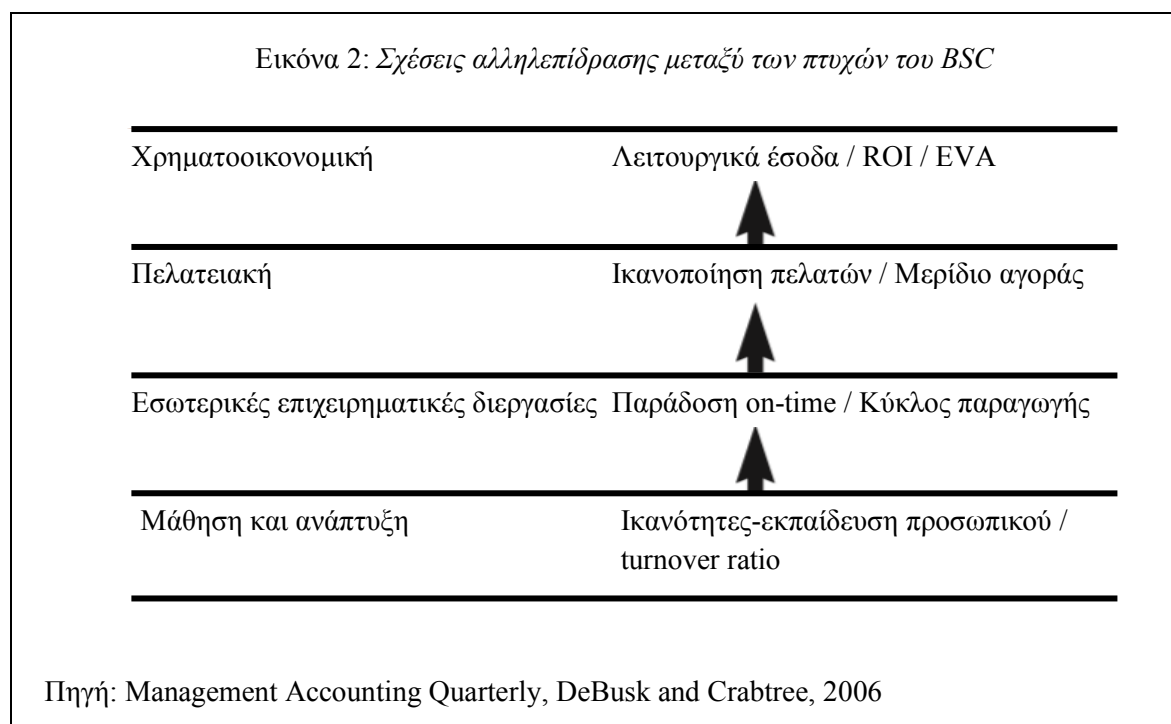 Εικόνα 2: Σχέσεις αλληλεπίδρασης μεταξύ των πτυχών του BSC
Χρηματοοικονομική Λειτουργικά έσοδα / ROI / EVA
Πελατειακή Ικανοποίηση πελατών / Μερίδιο αγοράς
Εσωτερικές επιχειρηματικές διεργασίες Παράδοση on-time / Κύκλος παραγωγής
Μάθηση και ανάπτυξη Ικανότητες-εκπαίδευση προσωπικού /
turnover ratio
Πηγή: Management Accounting Quarterly, DeBusk and Crabtree, 2006